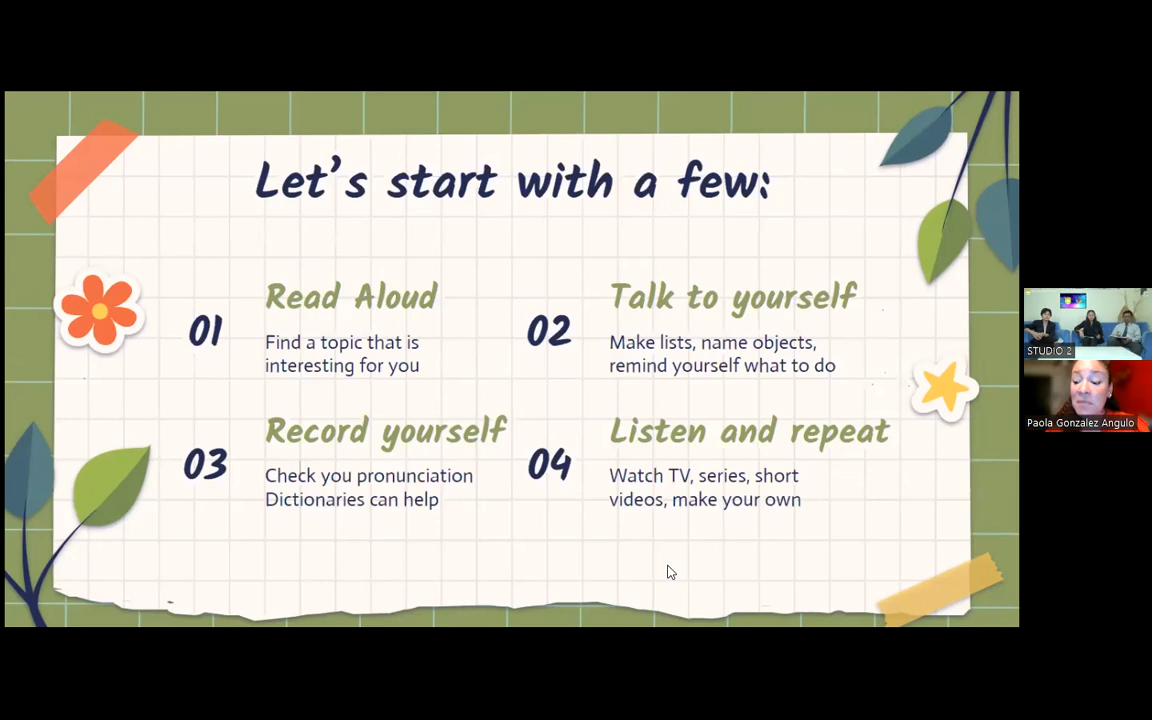 Let's start with a few:
01
Read Aloud
Find a topic that is
interesting for you
02
Talk to yourself
Make lists, name objects,
remind yourself what to do
03
Record yourself
Check you pronunciation
Dictionaries can help
04
Listen and repeat
Watch TV, series, short
videos, make your own
STUDIO 2
Paola Gonzalez Angulo